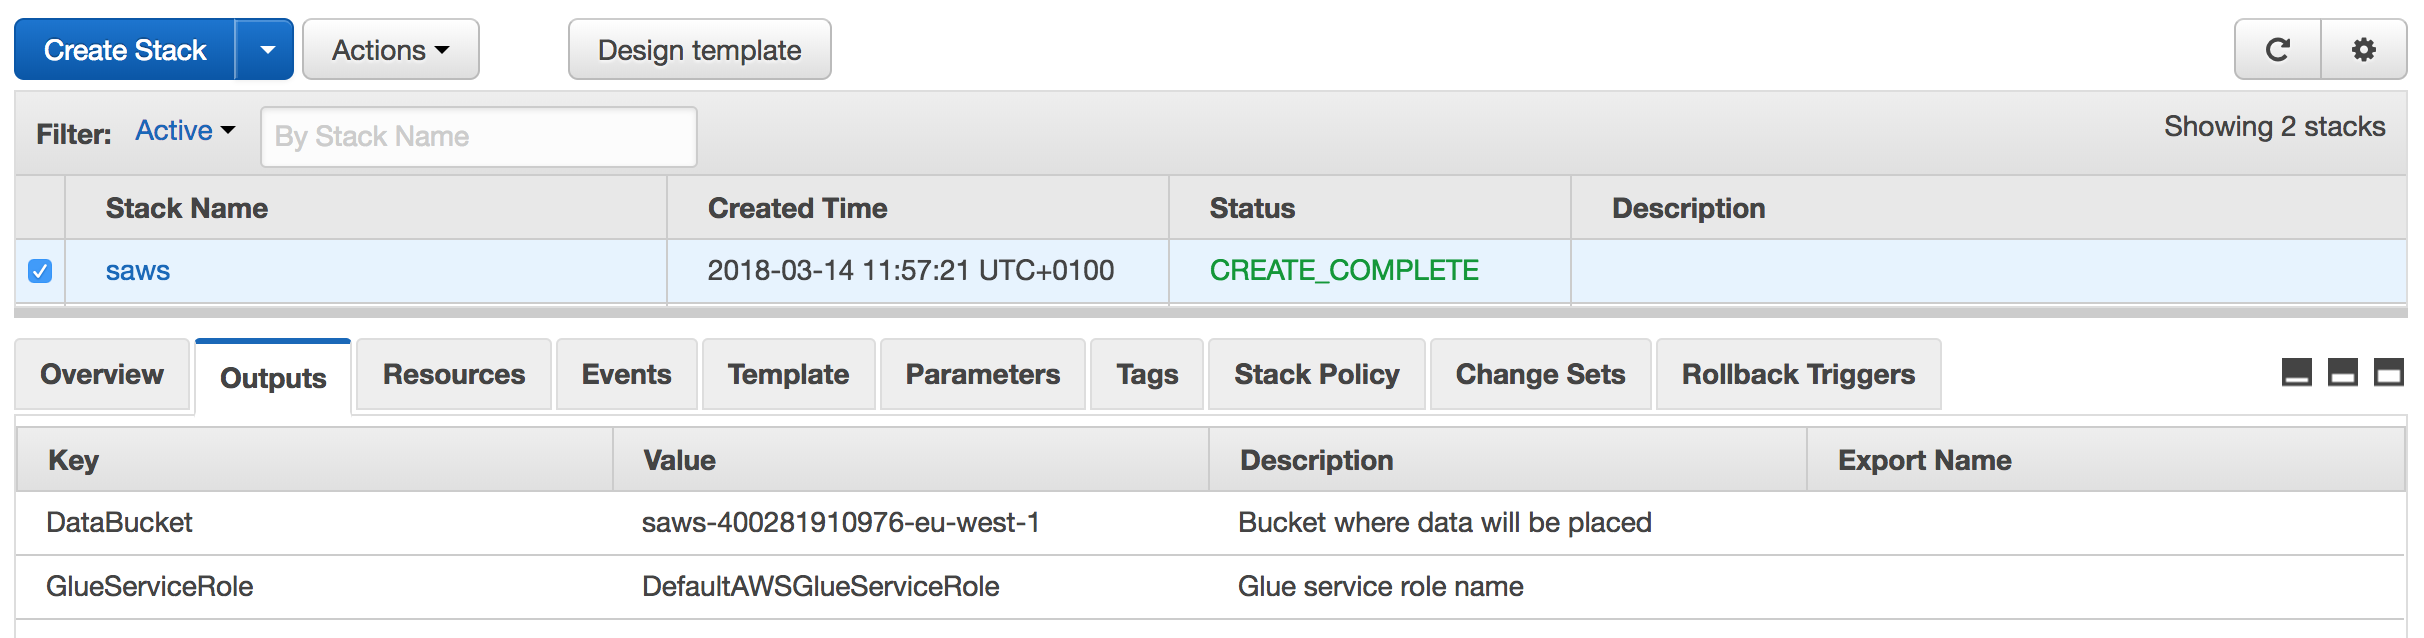 Create Stack Actions Design template
Filter: Active By Stack Name Showing 2 stacks
Stack Name Created Time Status Description
saws 2018-03-14 11:57:21 UTC+0100 CREATE_COMPLETE
Overview Outputs Resources Events Template Parameters Tags Stack Policy Change Sets Rollback Triggers
Key Value Description Export Name
DataBucket saws-400281910976-eu-west-1 Bucket where data will be placed
GlueServiceRole DefaultAWSGlueServiceRole Glue service role name